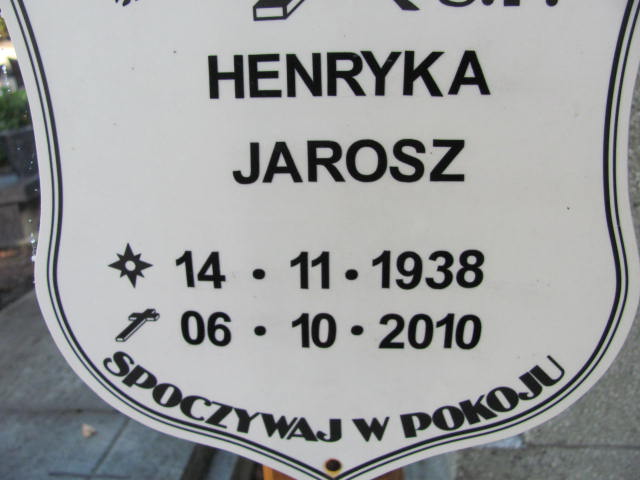 Ś.P.
HENRYKA
JAROSZ
14 • 11 • 1938
06 • 10 • 2010
SPOCZYWAJ W POKOJU